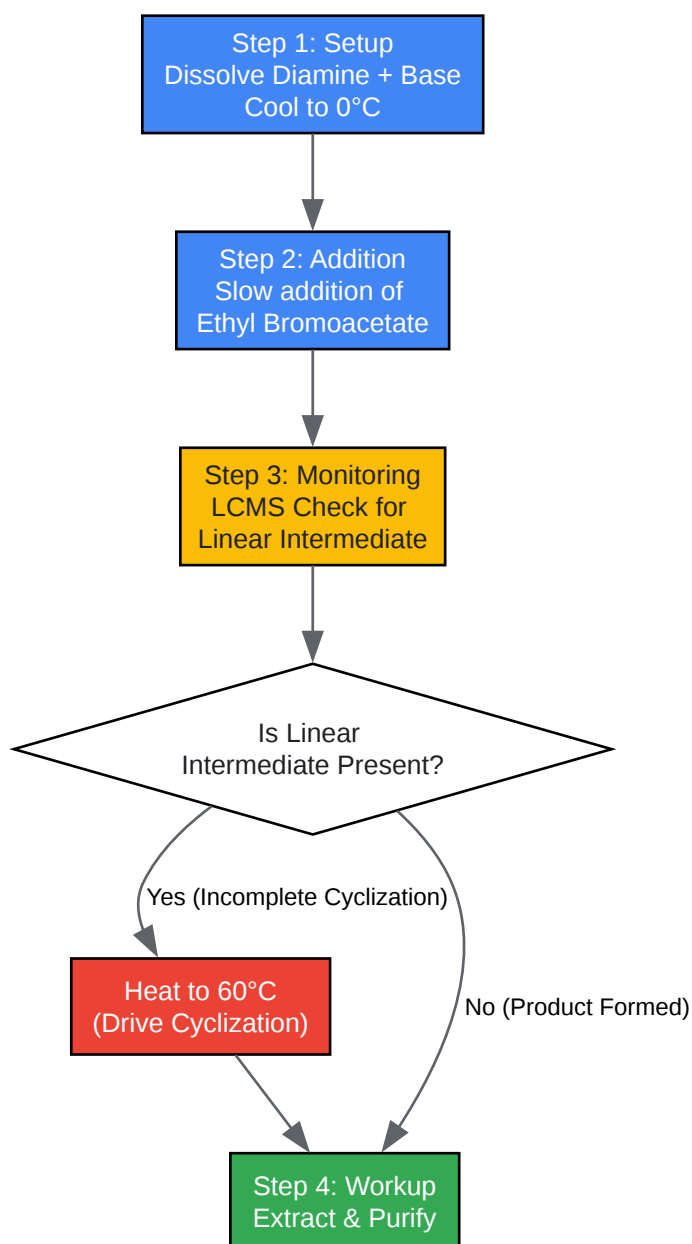 Step 1: Setup
Dissolve Diamine + Base
Cool to 0°C
Step 2: Addition
Slow addition of
Ethyl Bromoacetate
Step 3: Monitoring
LCMS Check for
Linear Intermediate
Is Linear
Intermediate Present?
Yes (Incomplete Cyclization)
Heat to 60°C
(Drive Cyclization)
No (Product Formed)
Step 4: Workup
Extract & Purify